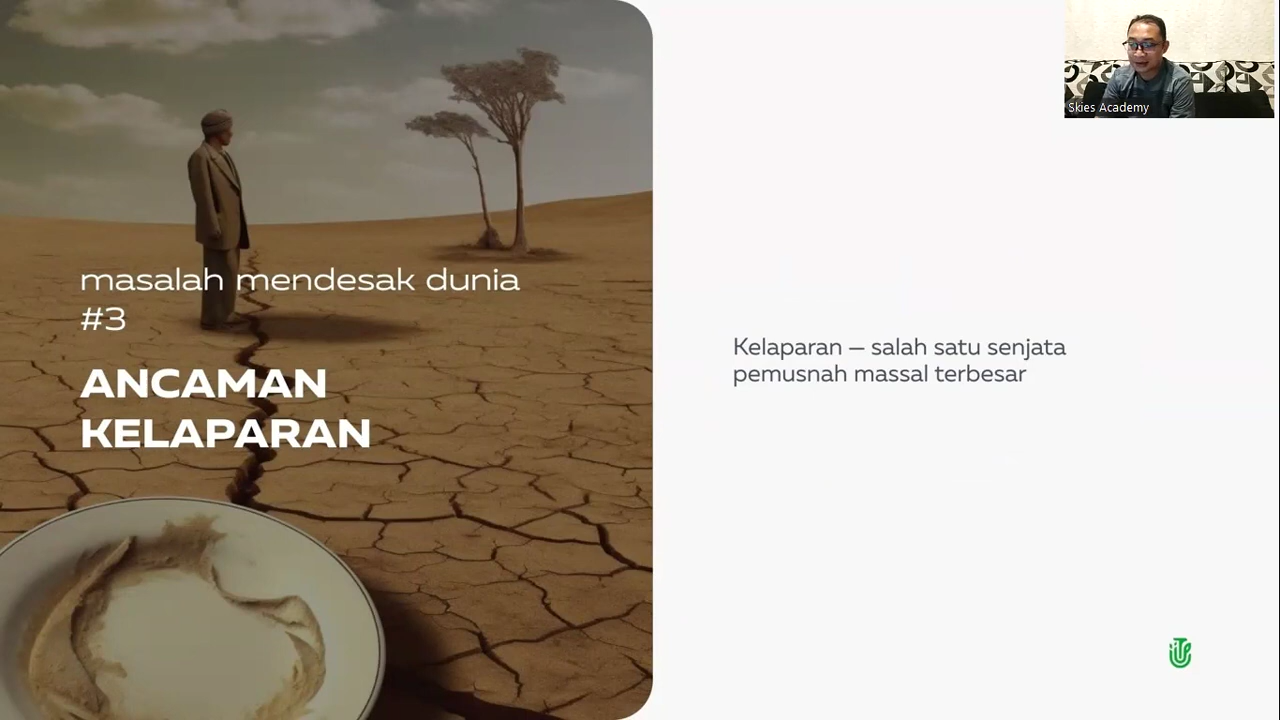 masalah mendesak dunia
#3
ANCAMAN
KELAPARAN
Kelaparan — salah satu senjata
pemusnah massal terbesar
Skies Academy